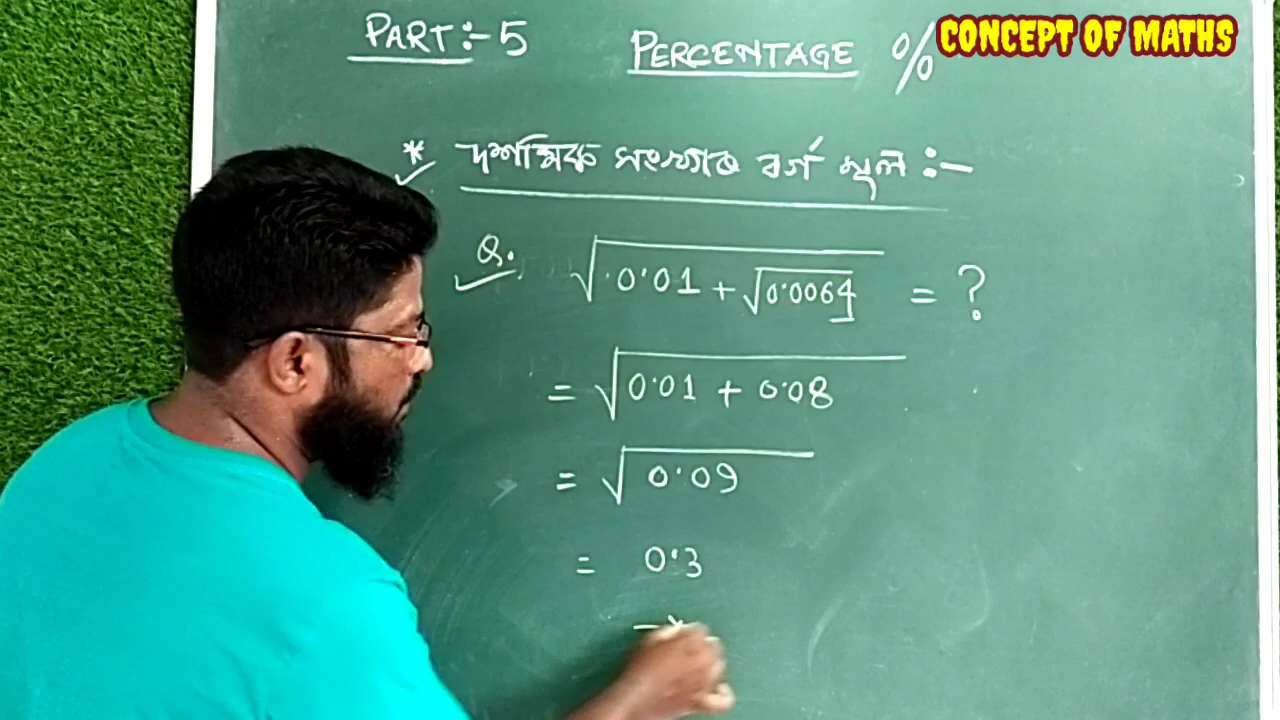 PART:- 5
PERCENTAGE %
CONCEPT OF MATHS
* দশমিক সংখ্যাৰ বৰ্গ মূল :-
Q. √(0.01 + √0.0064) = ?
= √(0.01 + 0.08)
= √0.09
= 0.3